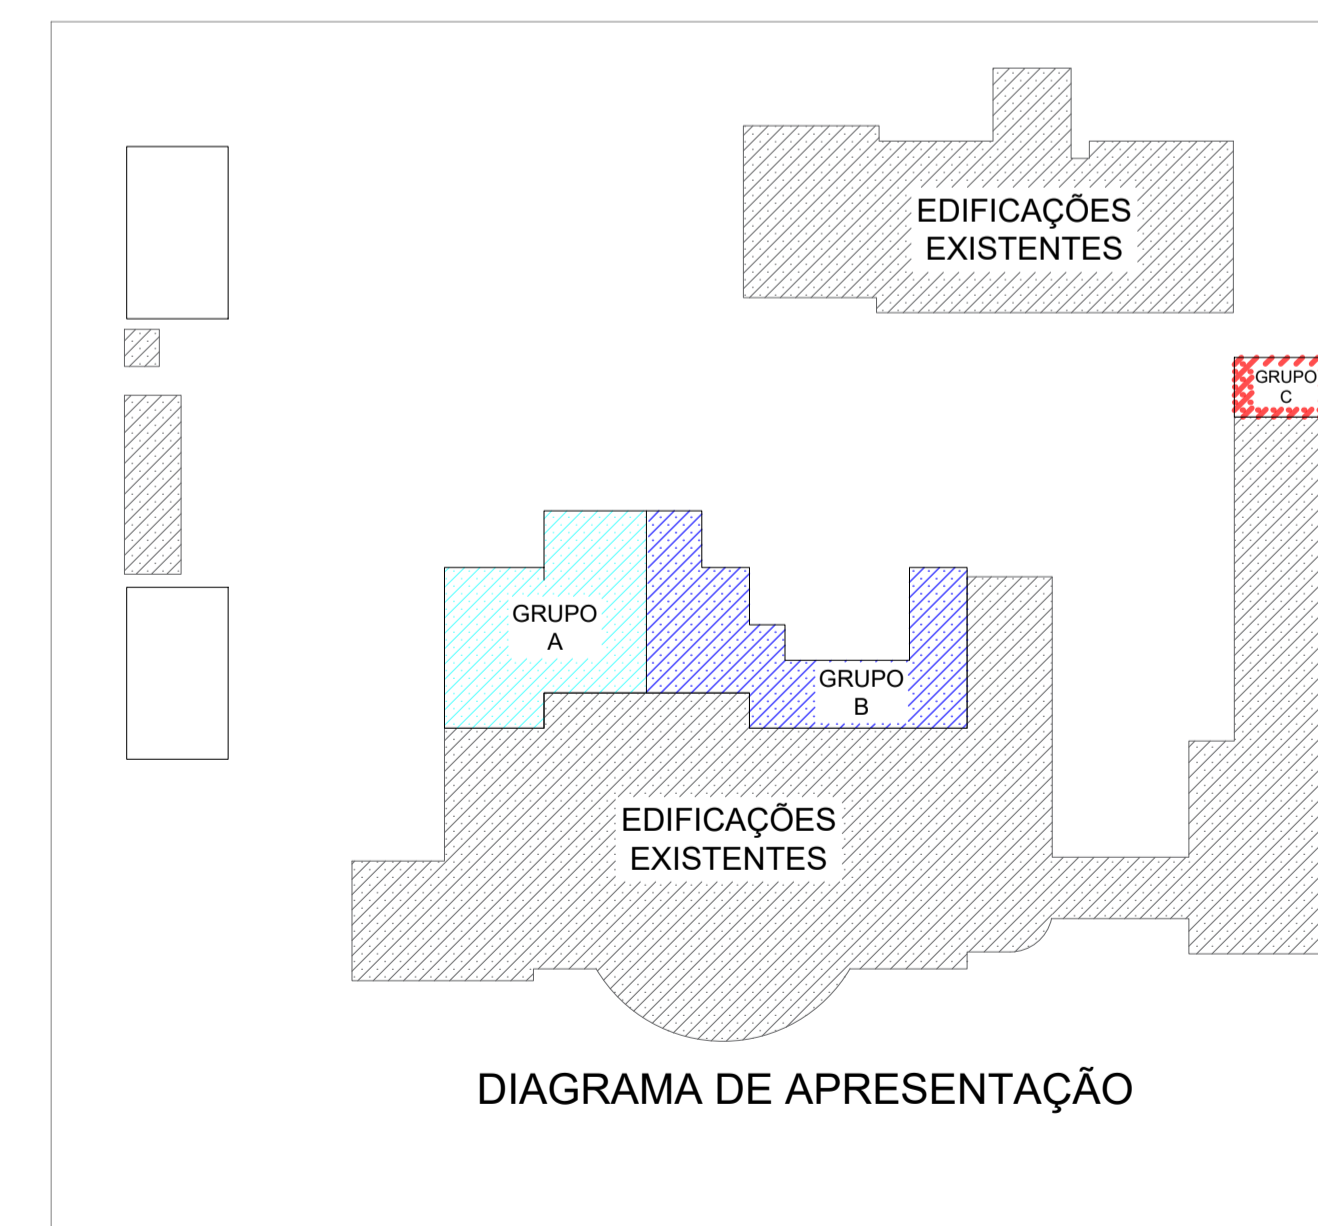 EDIFICAÇÕES
EXISTENTES
GRUPO
C
GRUPO
A
GRUPO
B
EDIFICAÇÕES
EXISTENTES
DIAGRAMA DE APRESENTAÇÃO